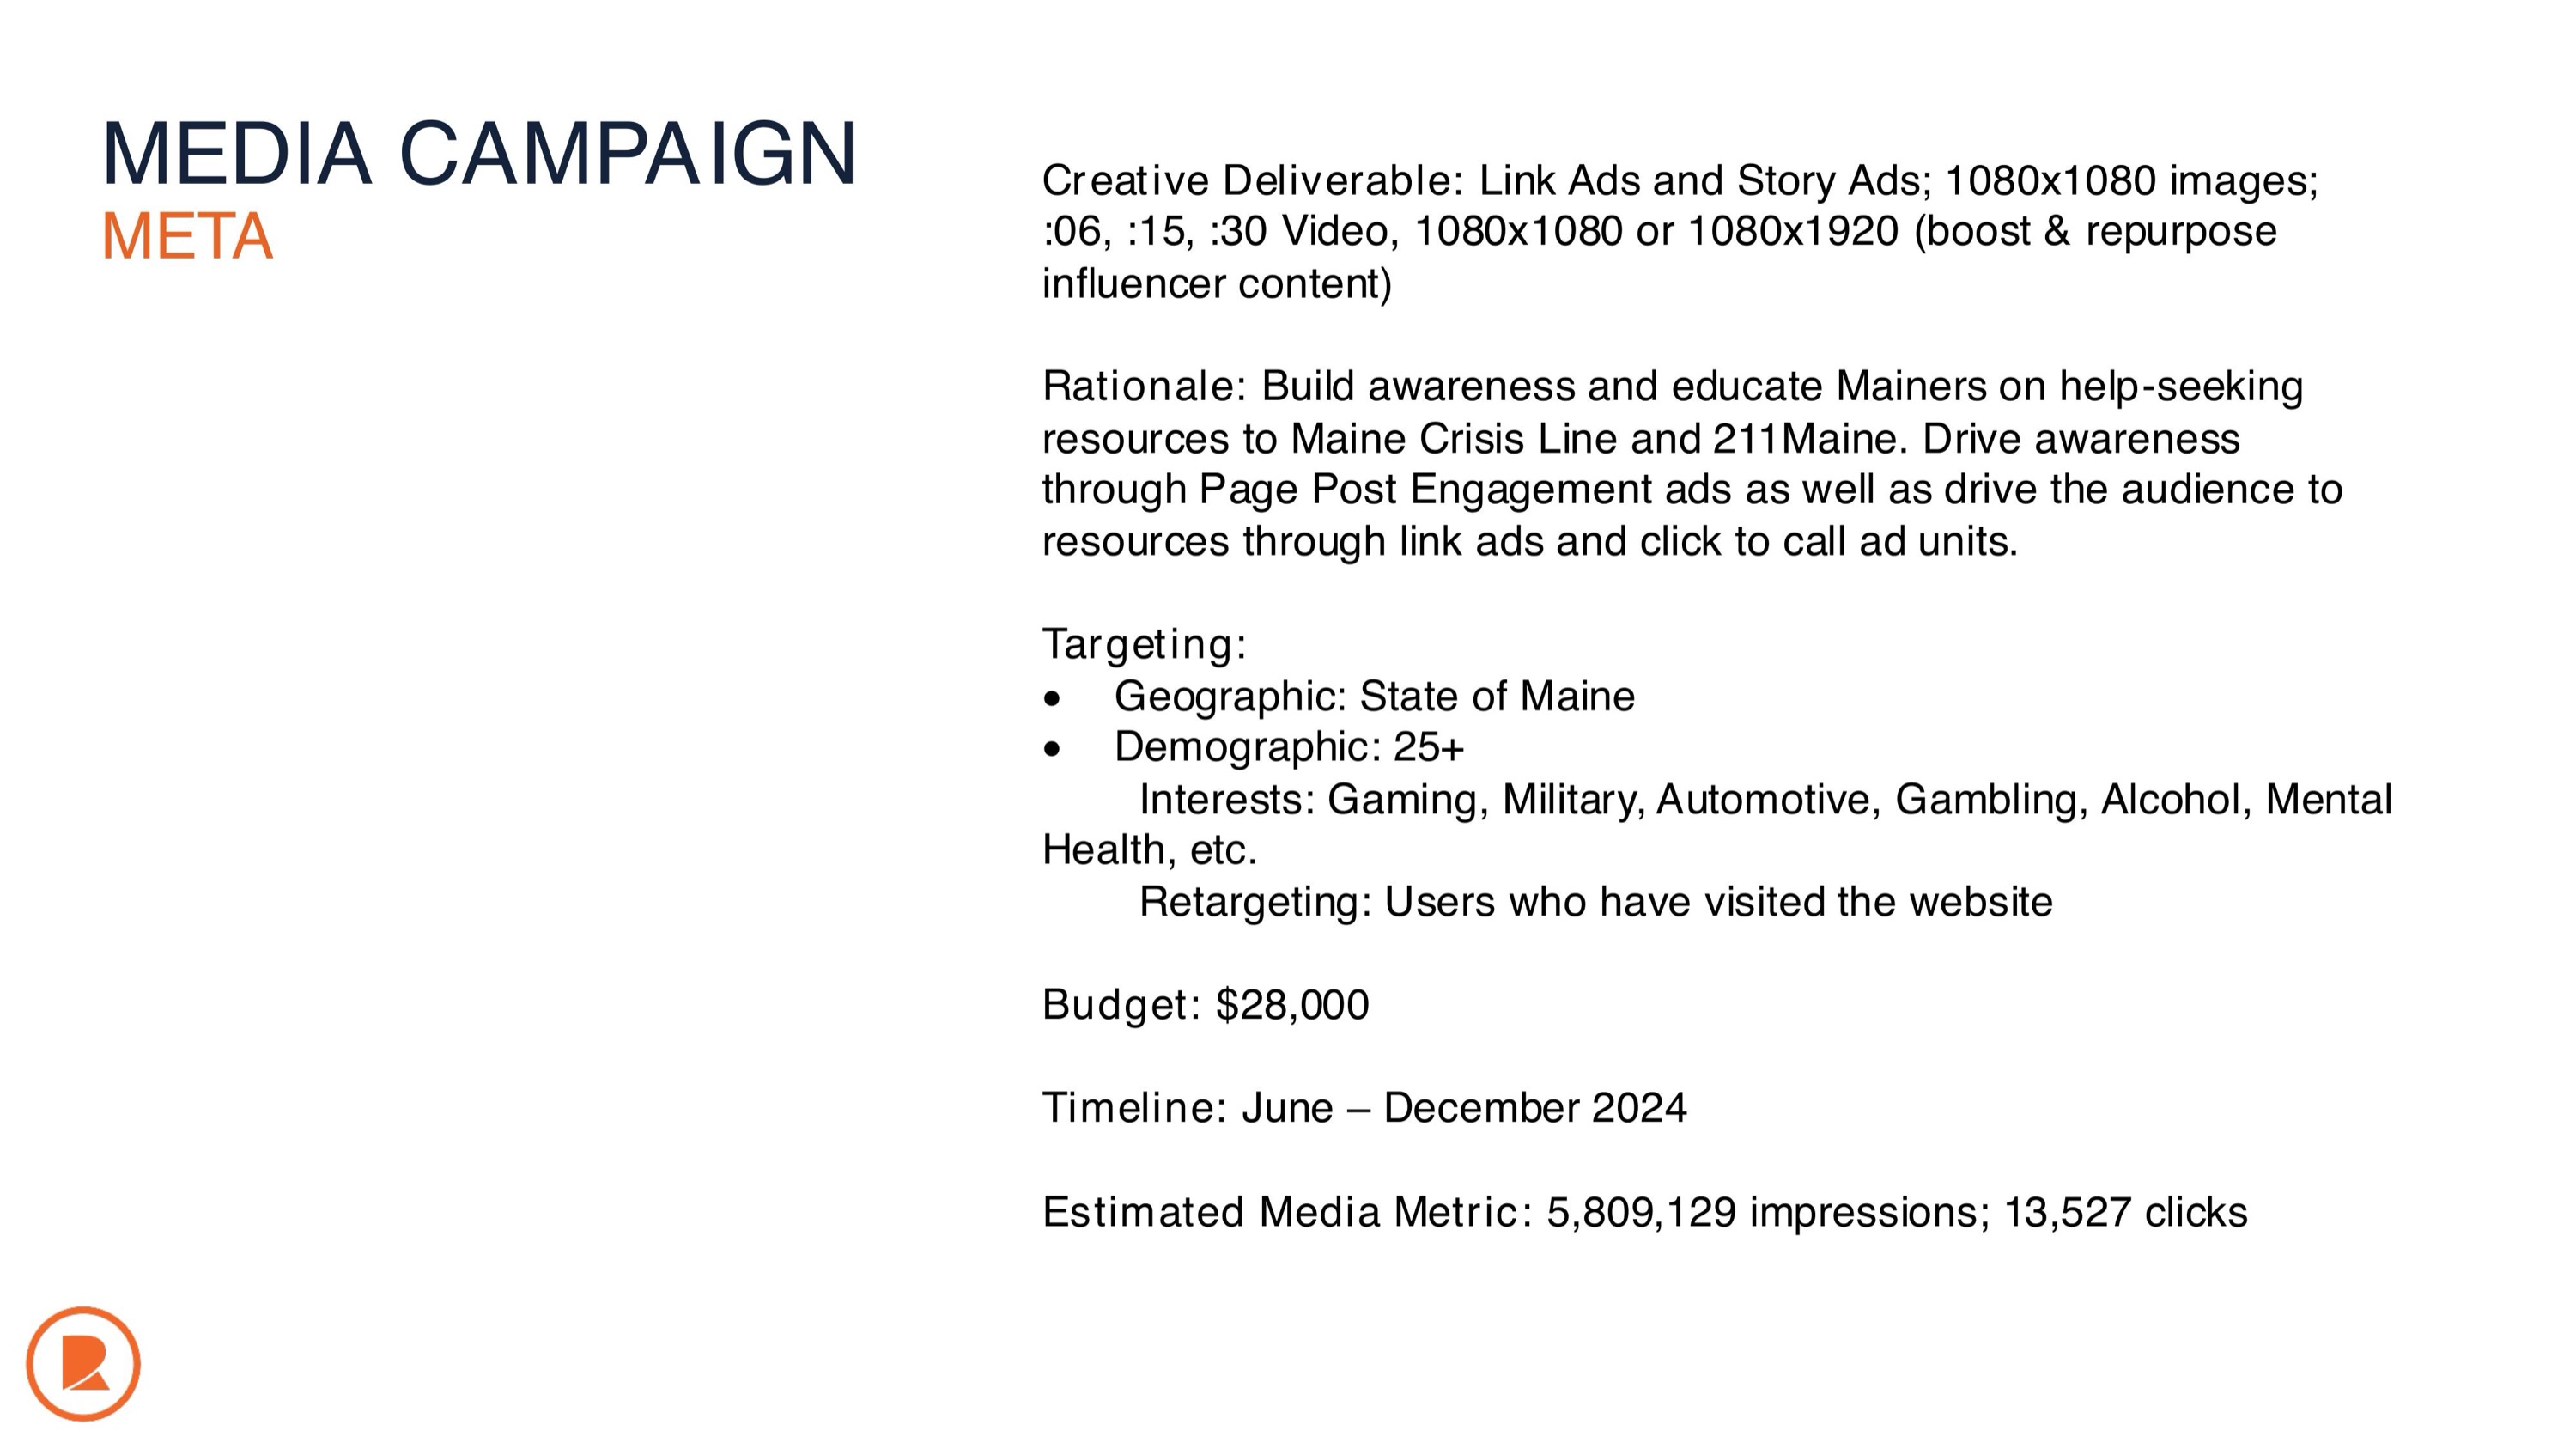 MEDIA CAMPAIGN
META
Creative Deliverable: Link Ads and Story Ads; 1080x1080 images;
:06, :15, :30 Video, 1080x1080 or 1080x1920 (boost & repurpose
influencer content)
Rationale: Build awareness and educate Mainers on help-seeking
resources to Maine Crisis Line and 211Maine. Drive awareness
through Page Post Engagement ads as well as drive the audience to
resources through link ads and click to call ad units.
Targeting:
• Geographic: State of Maine
• Demographic: 25+
Interests: Gaming, Military, Automotive, Gambling, Alcohol, Mental
Health, etc.
Retargeting: Users who have visited the website
Budget: $28,000
Timeline: June – December 2024
Estimated Media Metric: 5,809,129 impressions; 13,527 clicks
R